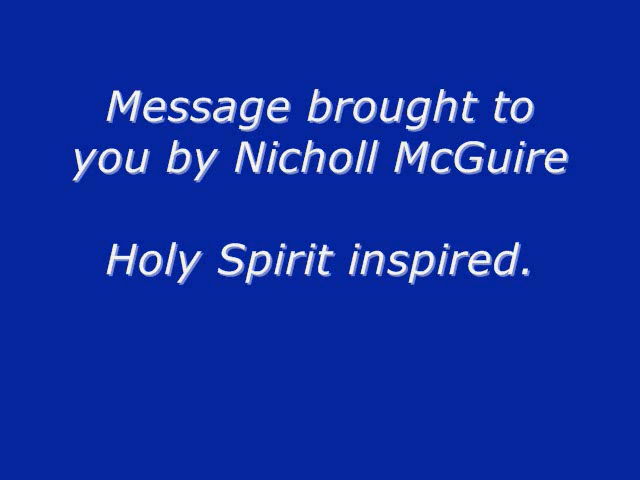 Message brought to
you by Nicholl McGuire
Holy Spirit inspired.